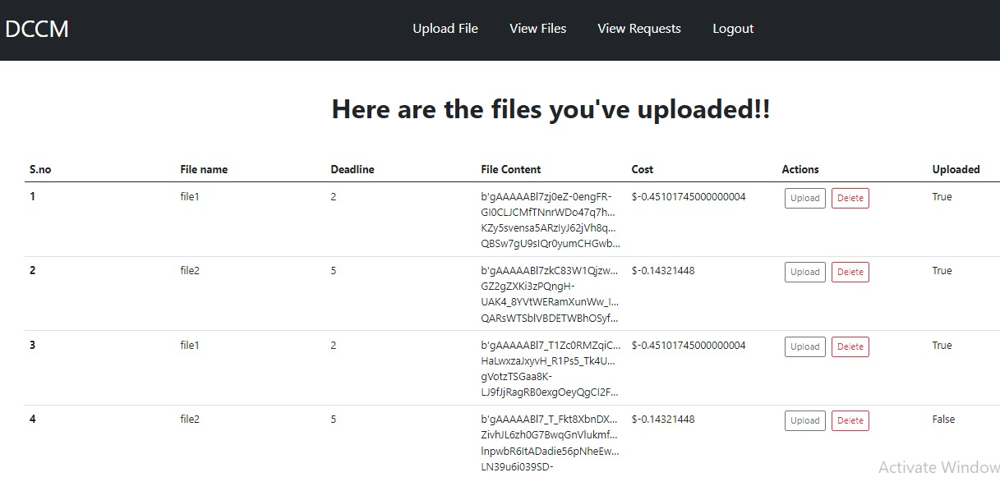 DCCM Upload File View Files View Requests Logout
Here are the files you've uploaded!!
S.no File name Deadline File Content Cost Actions Uploaded
1 file1 2 b'gAAAAABl7zj0eZ-0engFR- $-0.45101745000000004 Upload Delete True
GI0CLJCMfTNnrWDo47q7h...
KZy5svensa5ARzIyJ62jVh8q...
QBSw7gU9sIQr0yumCHGwb...
2 file2 5 b'gAAAAABl7zkC83W1Qjzw... $-0.14321448 Upload Delete True
GZ2gZXKi3zPQngH-
UAK4_8YVtWERamXunWw_I...
QARsWTSblVBDETWBhOSyf...
3 file1 2 b'gAAAAABl7_T1Zc0RMZqiC... $-0.45101745000000004 Upload Delete True
HaLwxzaJxyvH_R1Ps5_Tk4U...
gVotzTSGaa8K-
LJ9fJjRagRB0exgOeyQgCI2F...
4 file2 5 b'gAAAAABl7_T_Fkt8XbnDX... $-0.14321448 Upload Delete False
ZivhJL6zh0G7BwqGnVlukmf...
lnpwbR6ItADadie56pNheEw...
LN39u6i039SD-
Activate Window